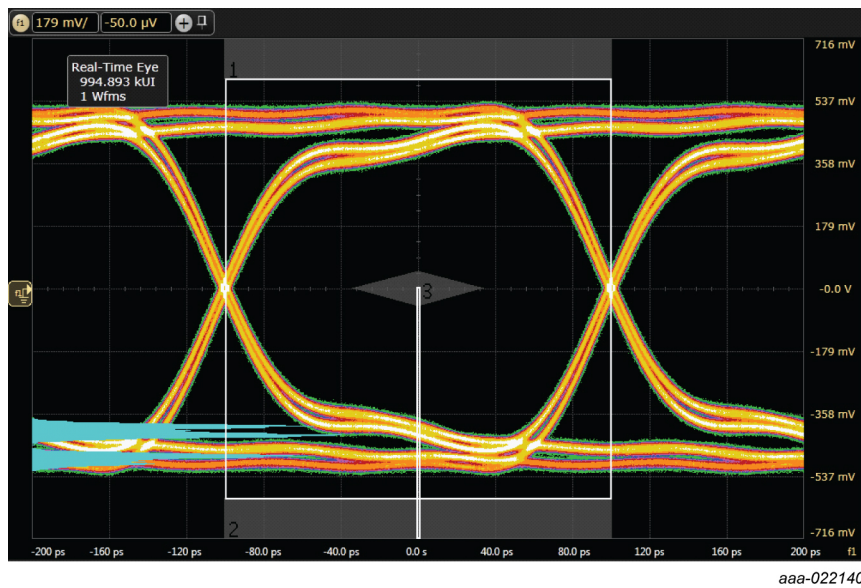 f1 179 mV/ -50.0 µV +
716 mV
1
Real-Time Eye
994.893 kUI
1 Wfms
537 mV
358 mV
179 mV
3
-0.0 V
-179 mV
-358 mV
-537 mV
2
-716 mV
-200 ps -160 ps -120 ps -80.0 ps -40.0 ps 0.0 s 40.0 ps 80.0 ps 120 ps 160 ps 200 ps f1
aaa-022140